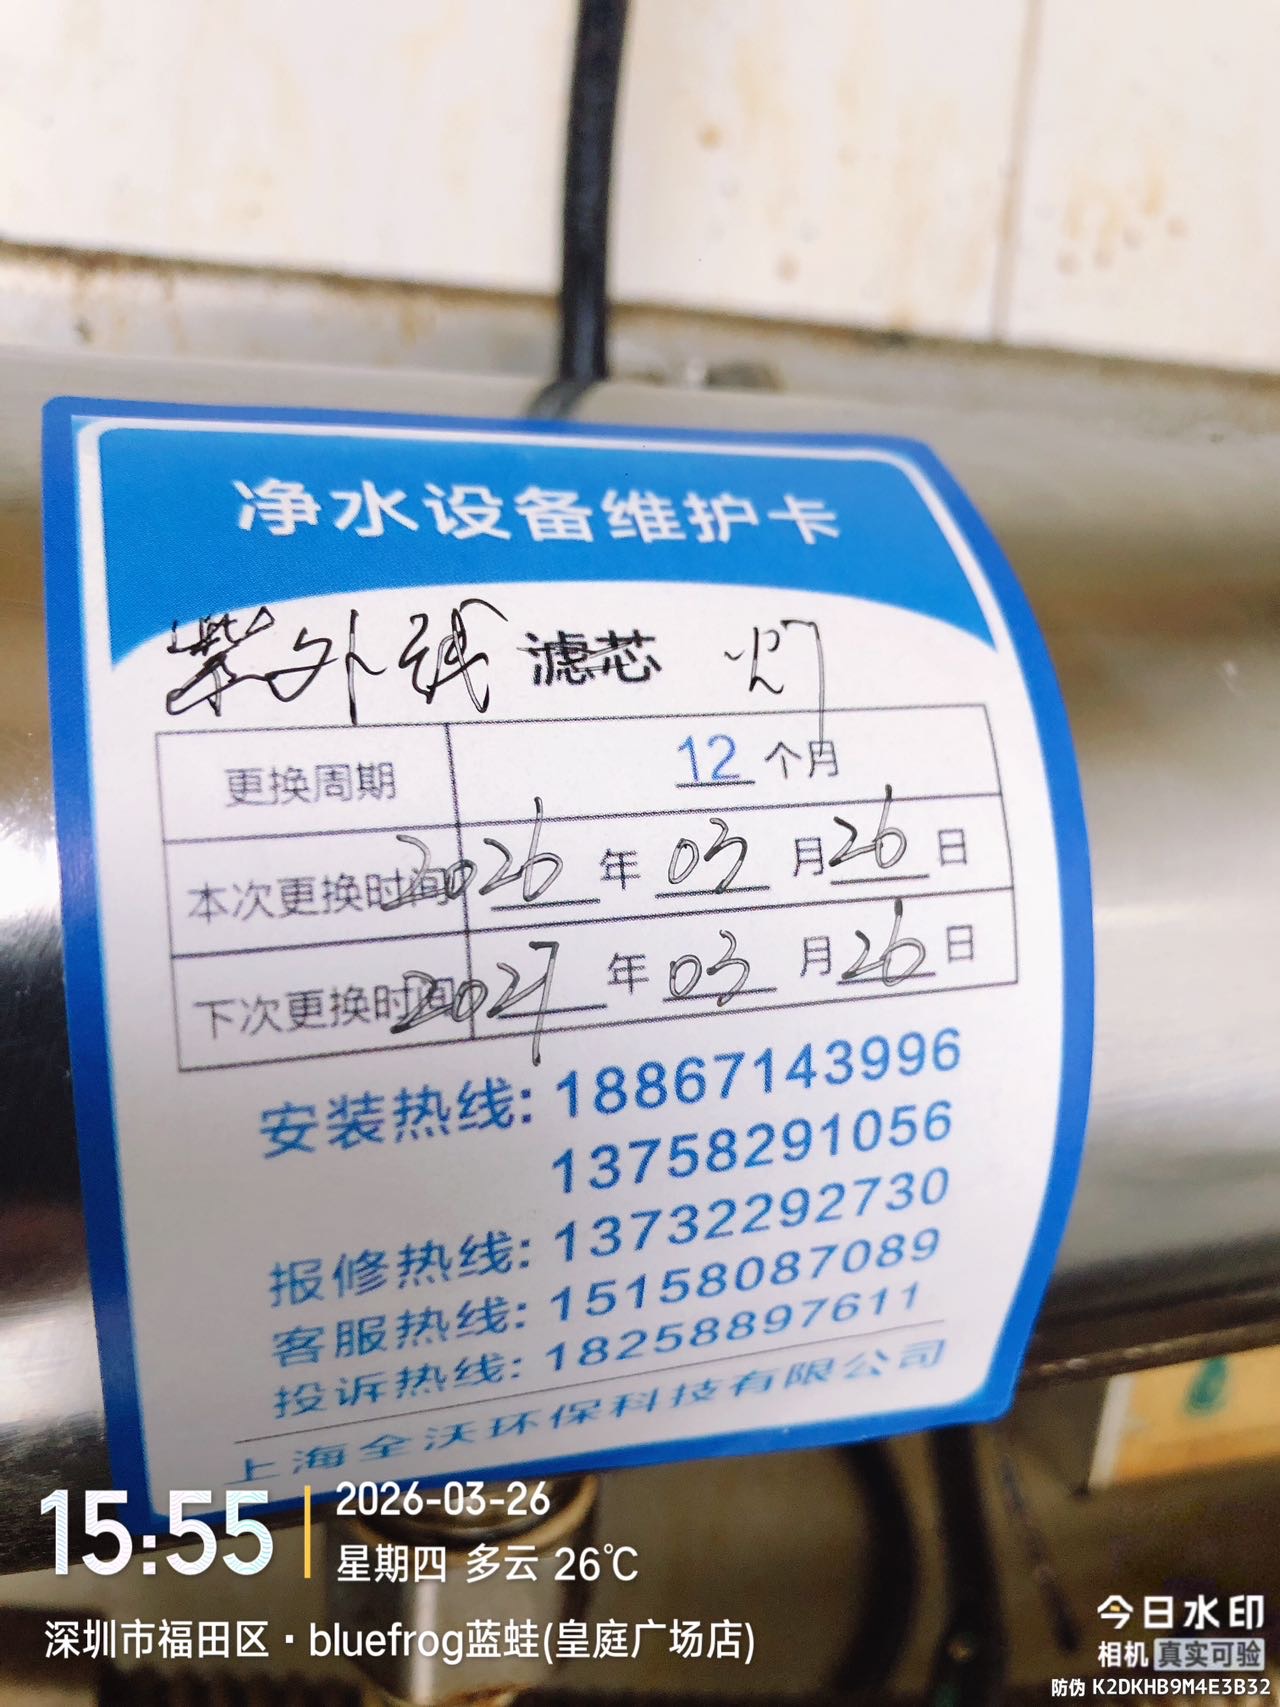 净水设备维护卡
紫外线 滤芯 灯
更换周期 12 个月
本次更换时间 2026 年 03 月 26 日
下次更换时间 2027 年 03 月 26 日
安装热线: 18867143996
13758291056
报修热线: 13732292730
客服热线: 15158087089
投诉热线: 18258897611
上海全沃环保科技有限公司
15:55
2026-03-26
星期四 多云 26℃
深圳市福田区·bluefrog蓝蛙(皇庭广场店)
今日水印
相机 真实可验
防伪 K2DKHB9M4E3B32